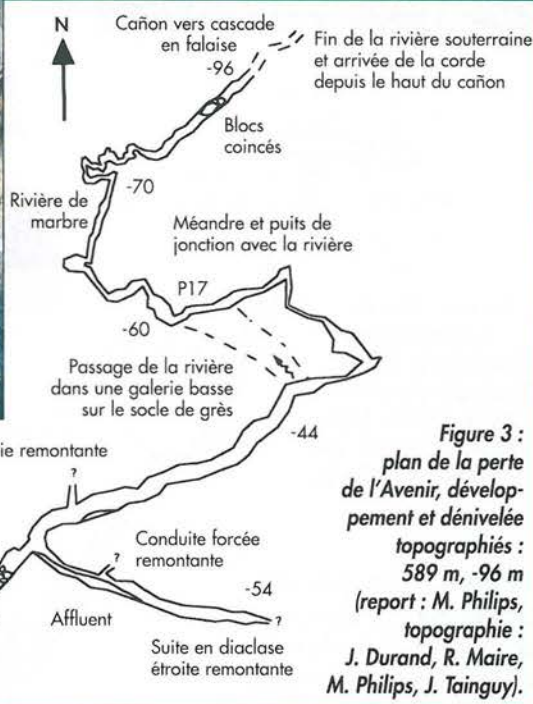 N
Cañon vers cascade
en falaise
Fin de la rivière souterraine
et arrivée de la corde
depuis le haut du cañon
-96
Blocs
coincés
-70
Rivière de
marbre
Méandre et puits de
jonction avec la rivière
P17
-60
Passage de la rivière
dans une galerie basse
sur le socle de grès
-44
ie remontante
?
Conduite forcée
remontante
?
-54
?
Affluent
Suite en diaclase
étroite remontante
Figure 3 :
plan de la perte
de l'Avenir, dévelop-
pement et dénivelée
topographiés :
589 m, -96 m
(report : M. Philips,
topographie :
J. Durand, R. Maire,
M. Philips, J. Tainguy).